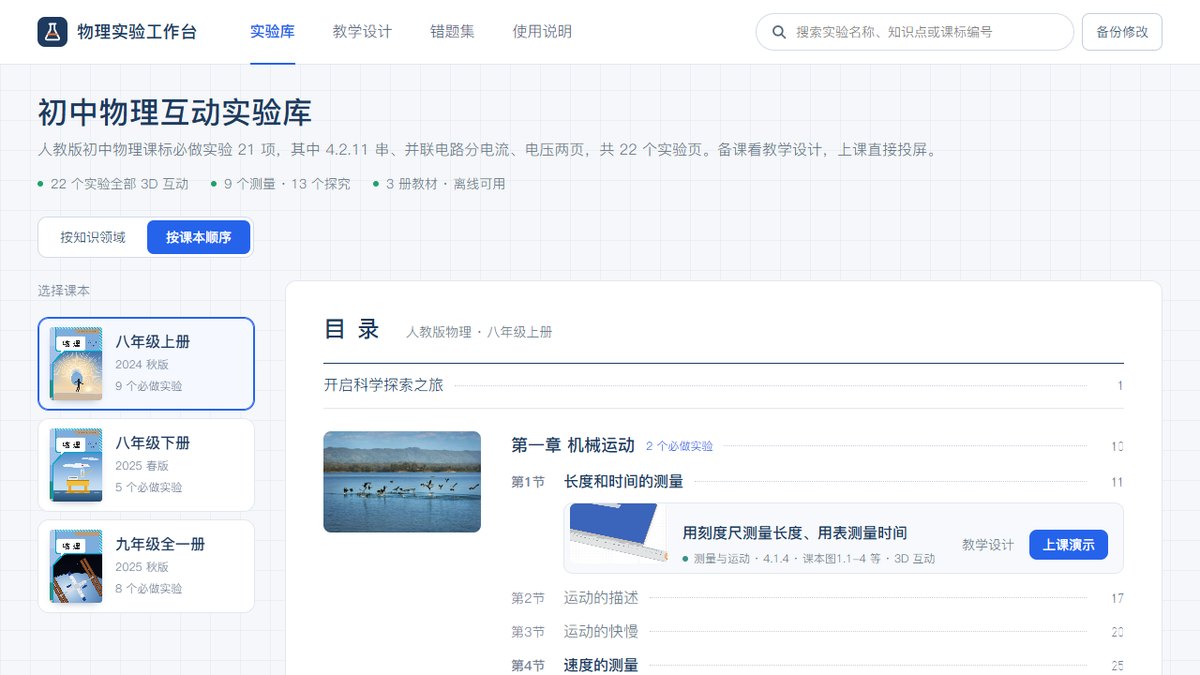 物理实验工作台
实验库
教学设计
错题集
使用说明
搜索实验名称、知识点或课标编号
备份修改
初中物理互动实验库
人教版初中物理课标必做实验 21 项，其中 4.2.11 串、并联电路分电流、电压两页，共 22 个实验页。备课看教学设计，上课直接投屏。
22 个实验全部 3D 互动
9 个测量 · 13 个探究
3 册教材 · 离线可用
按知识领域
按课本顺序
选择课本
八年级上册
2024 秋版
9 个必做实验
八年级下册
2025 春版
5 个必做实验
九年级全一册
2025 秋版
8 个必做实验
目 录
人教版物理 · 八年级上册
开启科学探索之旅 1
第一章 机械运动 2 个必做实验 10
第1节 长度和时间的测量 11
用刻度尺测量长度、用表测量时间
测量与运动 · 4.1.4 · 课本图1.1-4 等 · 3D 互动
教学设计
上课演示
第2节 运动的描述 17
第3节 运动的快慢 20
第4节 速度的测量 25